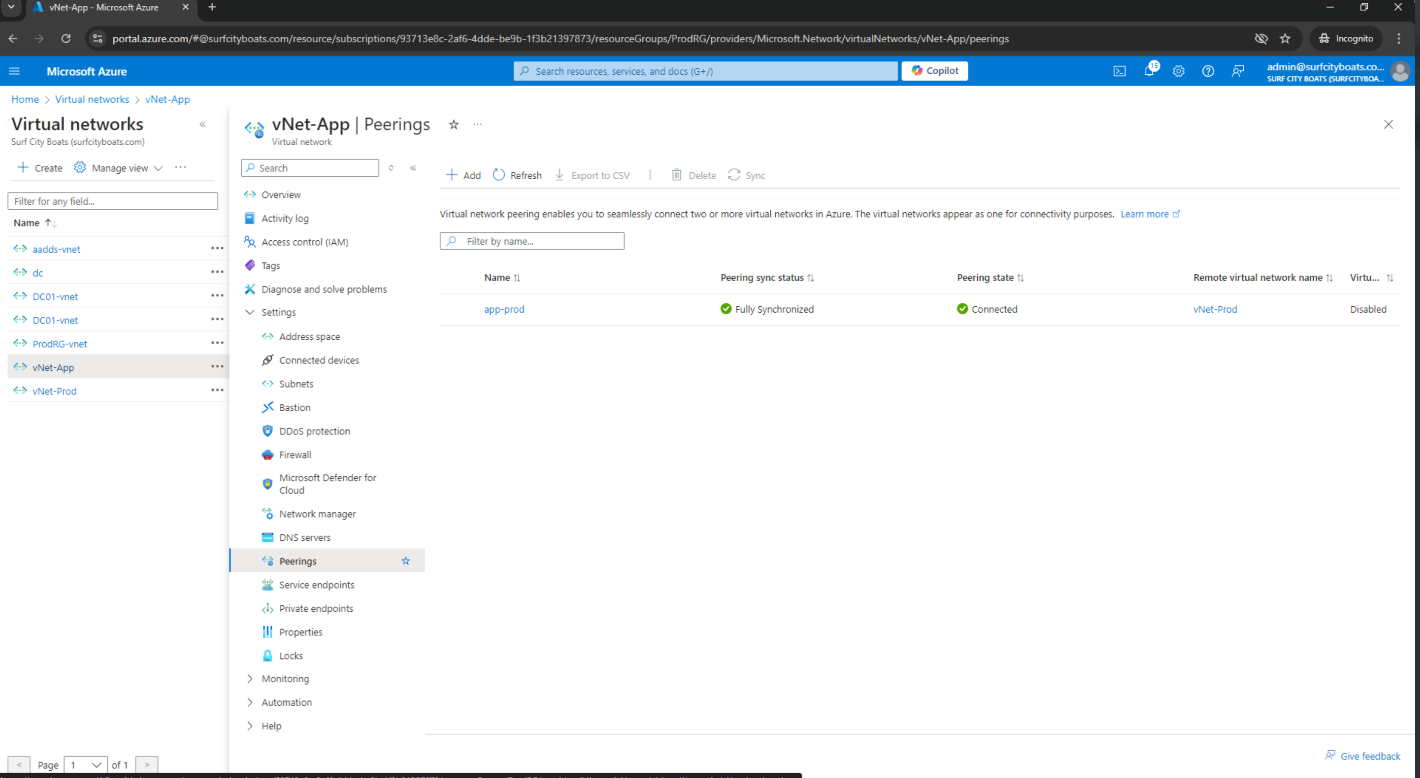 vNet-App - Microsoft Azure
portal.azure.com/#@surfcityboats.com/resource/subscriptions/93713e8c-2af6-4dde-be9b-1f3b21397873/resourceGroups/ProdRG/providers/Microsoft.Network/virtualNetworks/vNet-App/peerings
Incognito
Microsoft Azure
Search resources, services, and docs (G+/)
Copilot
15
admin@surfcityboats.co...
SURF CITY BOATS (SURFCITYBOA...
Home > Virtual networks > vNet-App
Virtual networks
Surf City Boats (surfcityboats.com)
Create
Manage view
Filter for any field...
Name
aadds-vnet
dc
DC01-vnet
DC01-vnet
ProdRG-vnet
vNet-App
vNet-Prod
Page 1 of 1
vNet-App | Peerings
Virtual network
Search
Overview
Activity log
Access control (IAM)
Tags
Diagnose and solve problems
Settings
Address space
Connected devices
Subnets
Bastion
DDoS protection
Firewall
Microsoft Defender for
Cloud
Network manager
DNS servers
Peerings
Service endpoints
Private endpoints
Properties
Locks
Monitoring
Automation
Help
Add Refresh Export to CSV | Delete Sync
Virtual network peering enables you to seamlessly connect two or more virtual networks in Azure. The virtual networks appear as one for connectivity purposes. Learn more
Filter by name...
Name Peering sync status Peering state Remote virtual network name Virtu...
app-prod Fully Synchronized Connected vNet-Prod Disabled
Give feedback